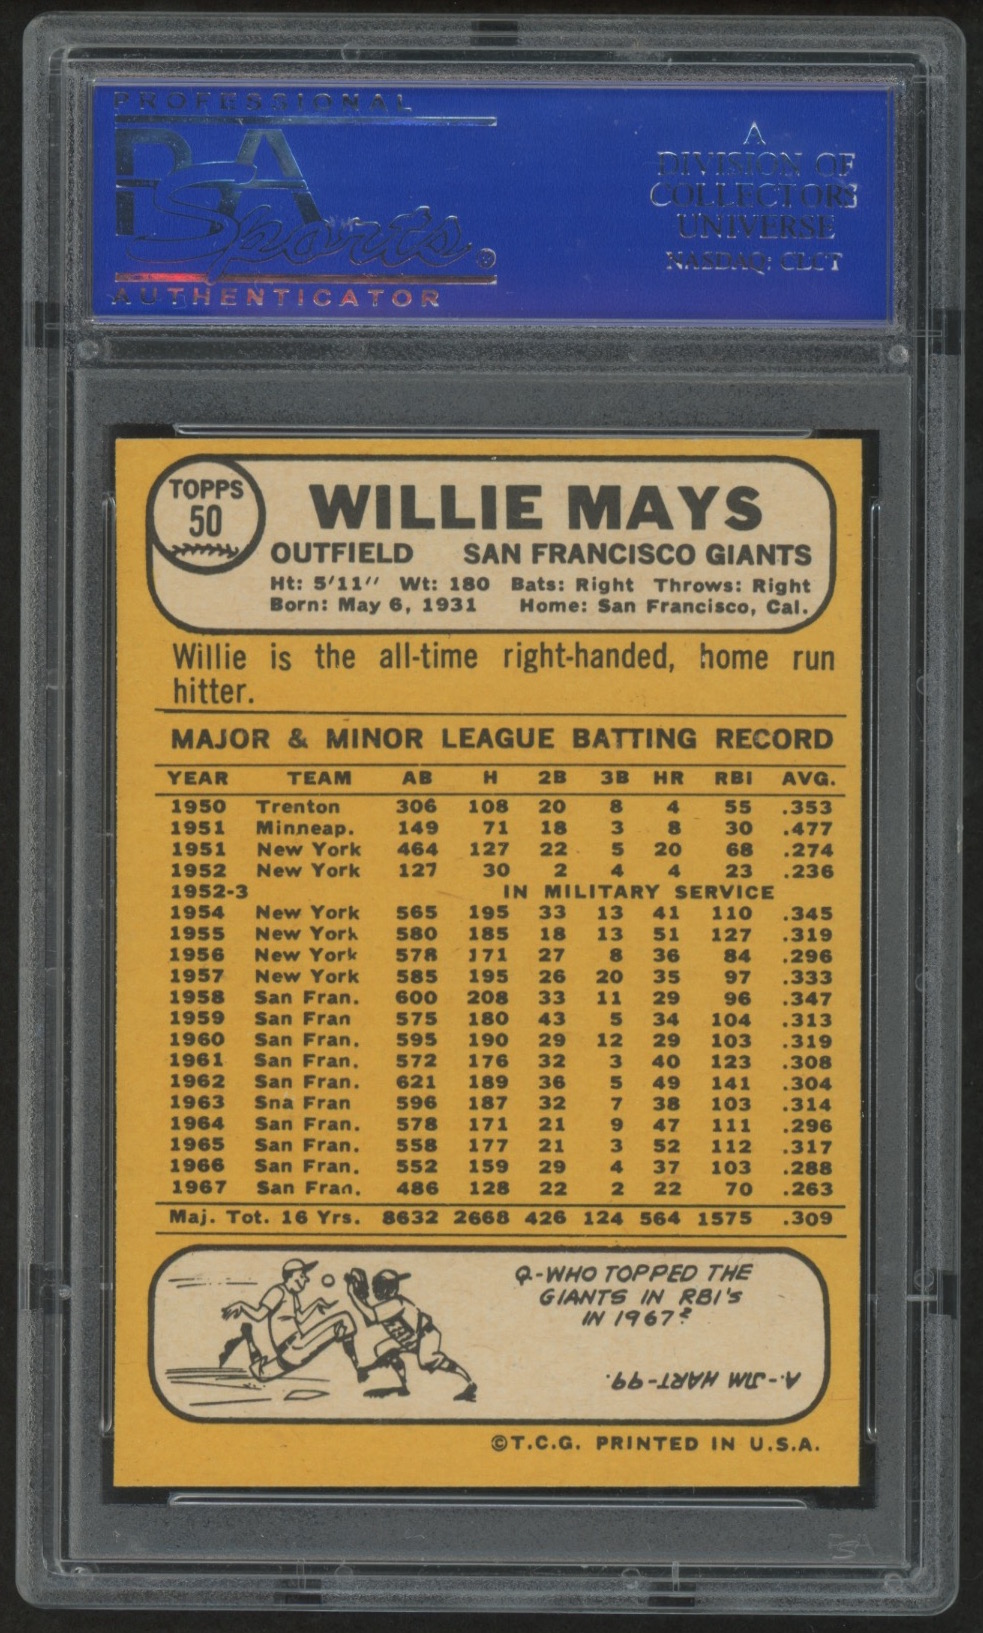 PROFESSIONAL
PSA
Sports®
AUTHENTICATOR
A
DIVISION OF
COLLECTORS
UNIVERSE
NASDAQ: CLCT
TOPPS
50
WILLIE MAYS
OUTFIELD SAN FRANCISCO GIANTS
Ht: 5'11'' Wt: 180 Bats: Right Throws: Right
Born: May 6, 1931 Home: San Francisco, Cal.
Willie is the all-time right-handed, home run
hitter.
MAJOR & MINOR LEAGUE BATTING RECORD
YEAR TEAM AB H 2B 3B HR RBI AVG.
1950 Trenton 306 108 20 8 4 55 .353
1951 Minneap. 149 71 18 3 8 30 .477
1951 New York 464 127 22 5 20 68 .274
1952 New York 127 30 2 4 4 23 .236
1952-3 IN MILITARY SERVICE
1954 New York 565 195 33 13 41 110 .345
1955 New York 580 185 18 13 51 127 .319
1956 New York 578 171 27 8 36 84 .296
1957 New York 585 195 26 20 35 97 .333
1958 San Fran. 600 208 33 11 29 96 .347
1959 San Fran 575 180 43 5 34 104 .313
1960 San Fran. 595 190 29 12 29 103 .319
1961 San Fran. 572 176 32 3 40 123 .308
1962 San Fran. 621 189 36 5 49 141 .304
1963 Sna Fran 596 187 32 7 38 103 .314
1964 San Fran. 578 171 21 9 47 111 .296
1965 San Fran. 558 177 21 3 52 112 .317
1966 San Fran. 552 159 29 4 37 103 .288
1967 San Fran. 486 128 22 2 22 70 .263
Maj. Tot. 16 Yrs. 8632 2668 426 124 564 1575 .309
Q-WHO TOPPED THE
GIANTS IN RBI'S
IN 1967?
A.-JIM HART-99.
©T.C.G. PRINTED IN U.S.A.
PSA